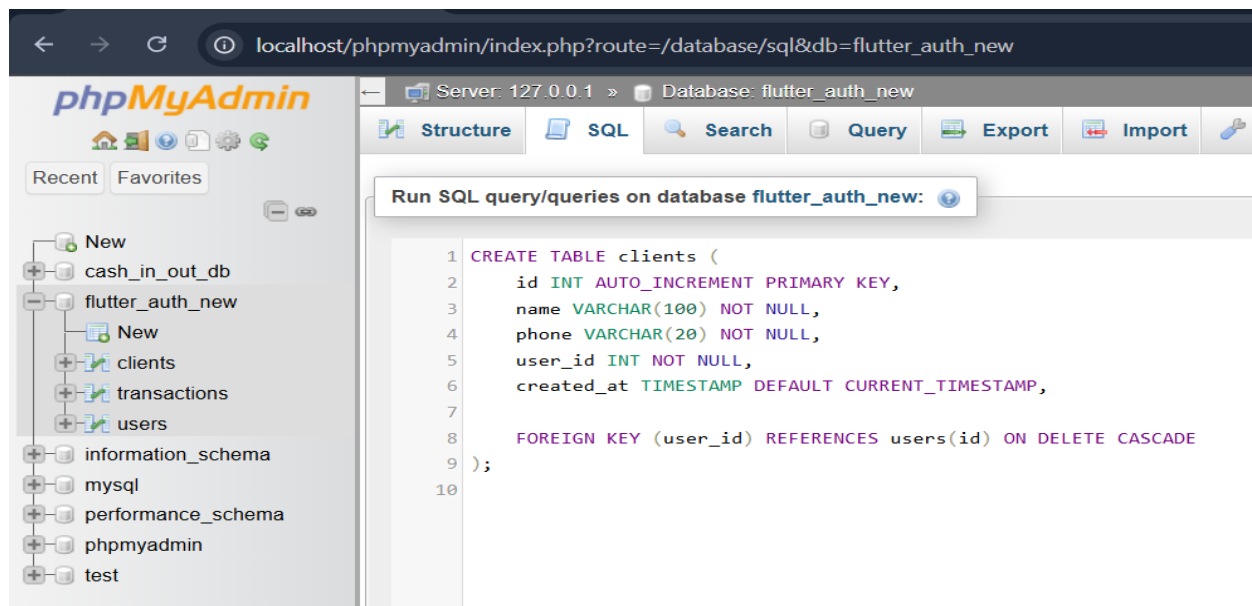 localhost/phpmyadmin/index.php?route=/database/sql&db=flutter_auth_new
phpMyAdmin
Recent Favorites
New
cash_in_out_db
flutter_auth_new
New
clients
transactions
users
information_schema
mysql
performance_schema
phpmyadmin
test
Server: 127.0.0.1 » Database: flutter_auth_new
Structure SQL Search Query Export Import
Run SQL query/queries on database flutter_auth_new:
1 CREATE TABLE clients (
2 id INT AUTO_INCREMENT PRIMARY KEY,
3 name VARCHAR(100) NOT NULL,
4 phone VARCHAR(20) NOT NULL,
5 user_id INT NOT NULL,
6 created_at TIMESTAMP DEFAULT CURRENT_TIMESTAMP,
7
8 FOREIGN KEY (user_id) REFERENCES users(id) ON DELETE CASCADE
9 );
10